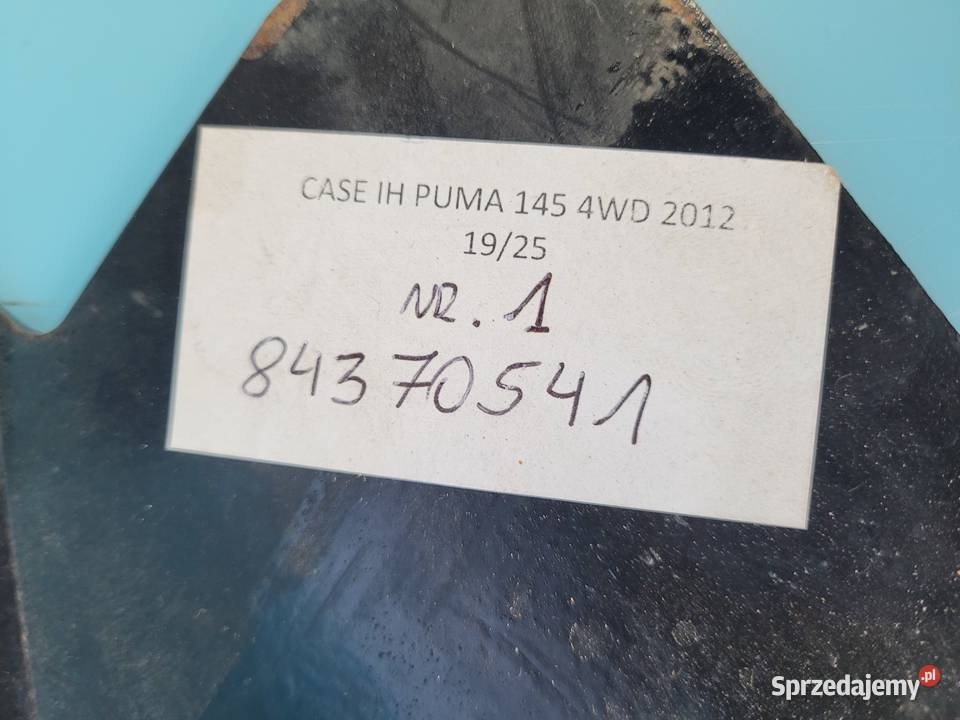 CASE IH PUMA 145 4WD 2012
19/25
NR. 1
84370541
Sprzedajemy.pl